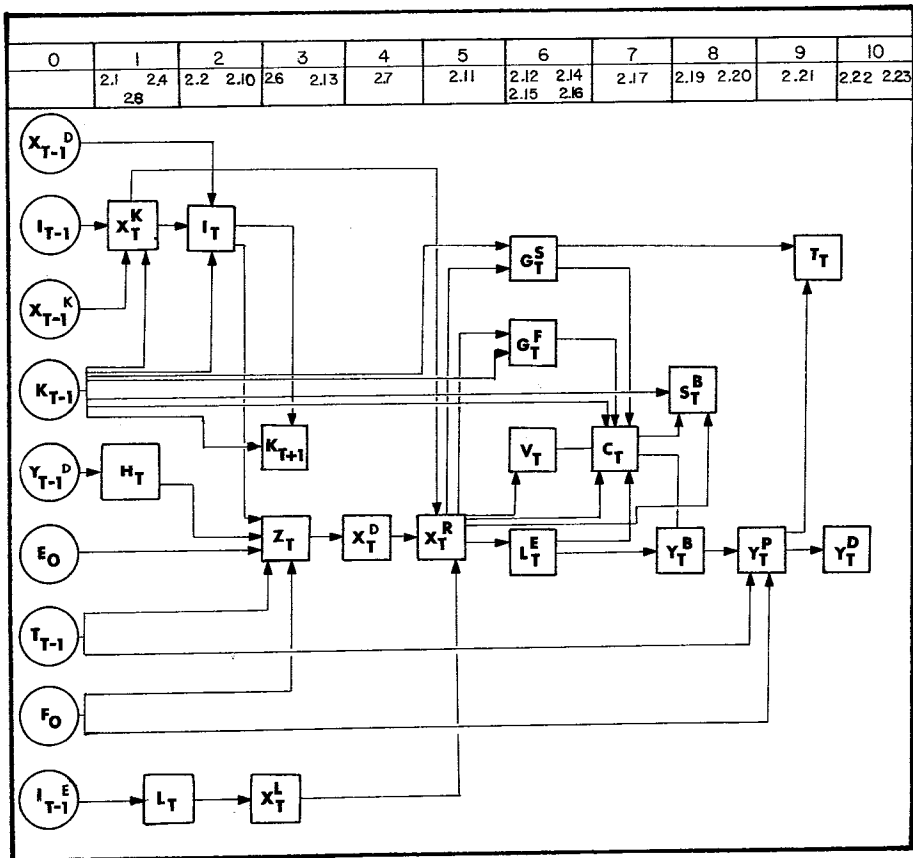 0 1 2 3 4 5 6 7 8 9 10
2.1 2.4 2.2 2.10 2.6 2.13 2.7 2.11 2.12 2.14 2.17 2.19 2.20 2.21 2.22 2.23
2.8 2.15 2.16
X_{T-1}^D
I_{T-1} X_T^K I_T
G_T^S T_T
X_{T-1}^K
G_T^F
K_{T-1} S_T^B
K_{T+1} V_T C_T
Y_{T-1}^D H_T
E_0 Z_T X_T^D X_T^R L_T^E Y_T^B Y_T^P Y_T^D
T_{T-1}
F_0
I_{T-1}^E L_T X_T^L